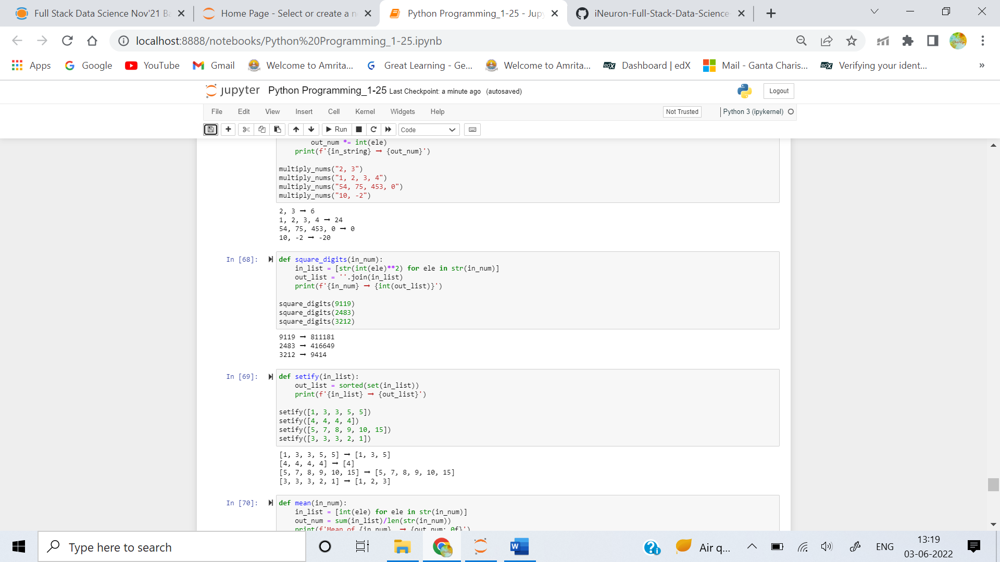 Full Stack Data Science Nov'21 Ba
Home Page - Select or create a n
Python Programming_1-25 - Jupy
iNeuron-Full-Stack-Data-Science-
localhost:8888/notebooks/Python%20Programming_1-25.ipynb
Apps
Google
YouTube
Gmail
Welcome to Amrita...
Great Learning - Ge...
Welcome to Amrita...
Dashboard | edX
Mail - Ganta Charis...
Verifying your ident...
»
jupyter Python Programming_1-25 Last Checkpoint: a minute ago (autosaved)
Logout
File Edit View Insert Cell Kernel Widgets Help
Not Trusted
Python 3 (ipykernel)
Run
Code
out_num *= int(ele)
print(f'{in_string} ➞ {out_num}')
multiply_nums("2, 3")
multiply_nums("1, 2, 3, 4")
multiply_nums("54, 75, 453, 0")
multiply_nums("10, -2")
2, 3 ➞ 6
1, 2, 3, 4 ➞ 24
54, 75, 453, 0 ➞ 0
10, -2 ➞ -20
In [68]:
def square_digits(in_num):
in_list = [str(int(ele)**2) for ele in str(in_num)]
out_list = ''.join(in_list)
print(f'{in_num} ➞ {int(out_list)}')
square_digits(9119)
square_digits(2483)
square_digits(3212)
9119 ➞ 811181
2483 ➞ 416649
3212 ➞ 9414
In [69]:
def setify(in_list):
out_list = sorted(set(in_list))
print(f'{in_list} ➞ {out_list}')
setify([1, 3, 3, 5, 5])
setify([4, 4, 4, 4])
setify([5, 7, 8, 9, 10, 15])
setify([3, 3, 3, 2, 1])
[1, 3, 3, 5, 5] ➞ [1, 3, 5]
[4, 4, 4, 4] ➞ [4]
[5, 7, 8, 9, 10, 15] ➞ [5, 7, 8, 9, 10, 15]
[3, 3, 3, 2, 1] ➞ [1, 2, 3]
In [70]:
def mean(in_num):
in_list = [int(ele) for ele in str(in_num)]
out_num = sum(in_list)/len(str(in_num))
print(f'Mean of {in_num} ➞ {out_num:.0f}')
Type here to search
W
Air q...
ENG
13:19
03-06-2022